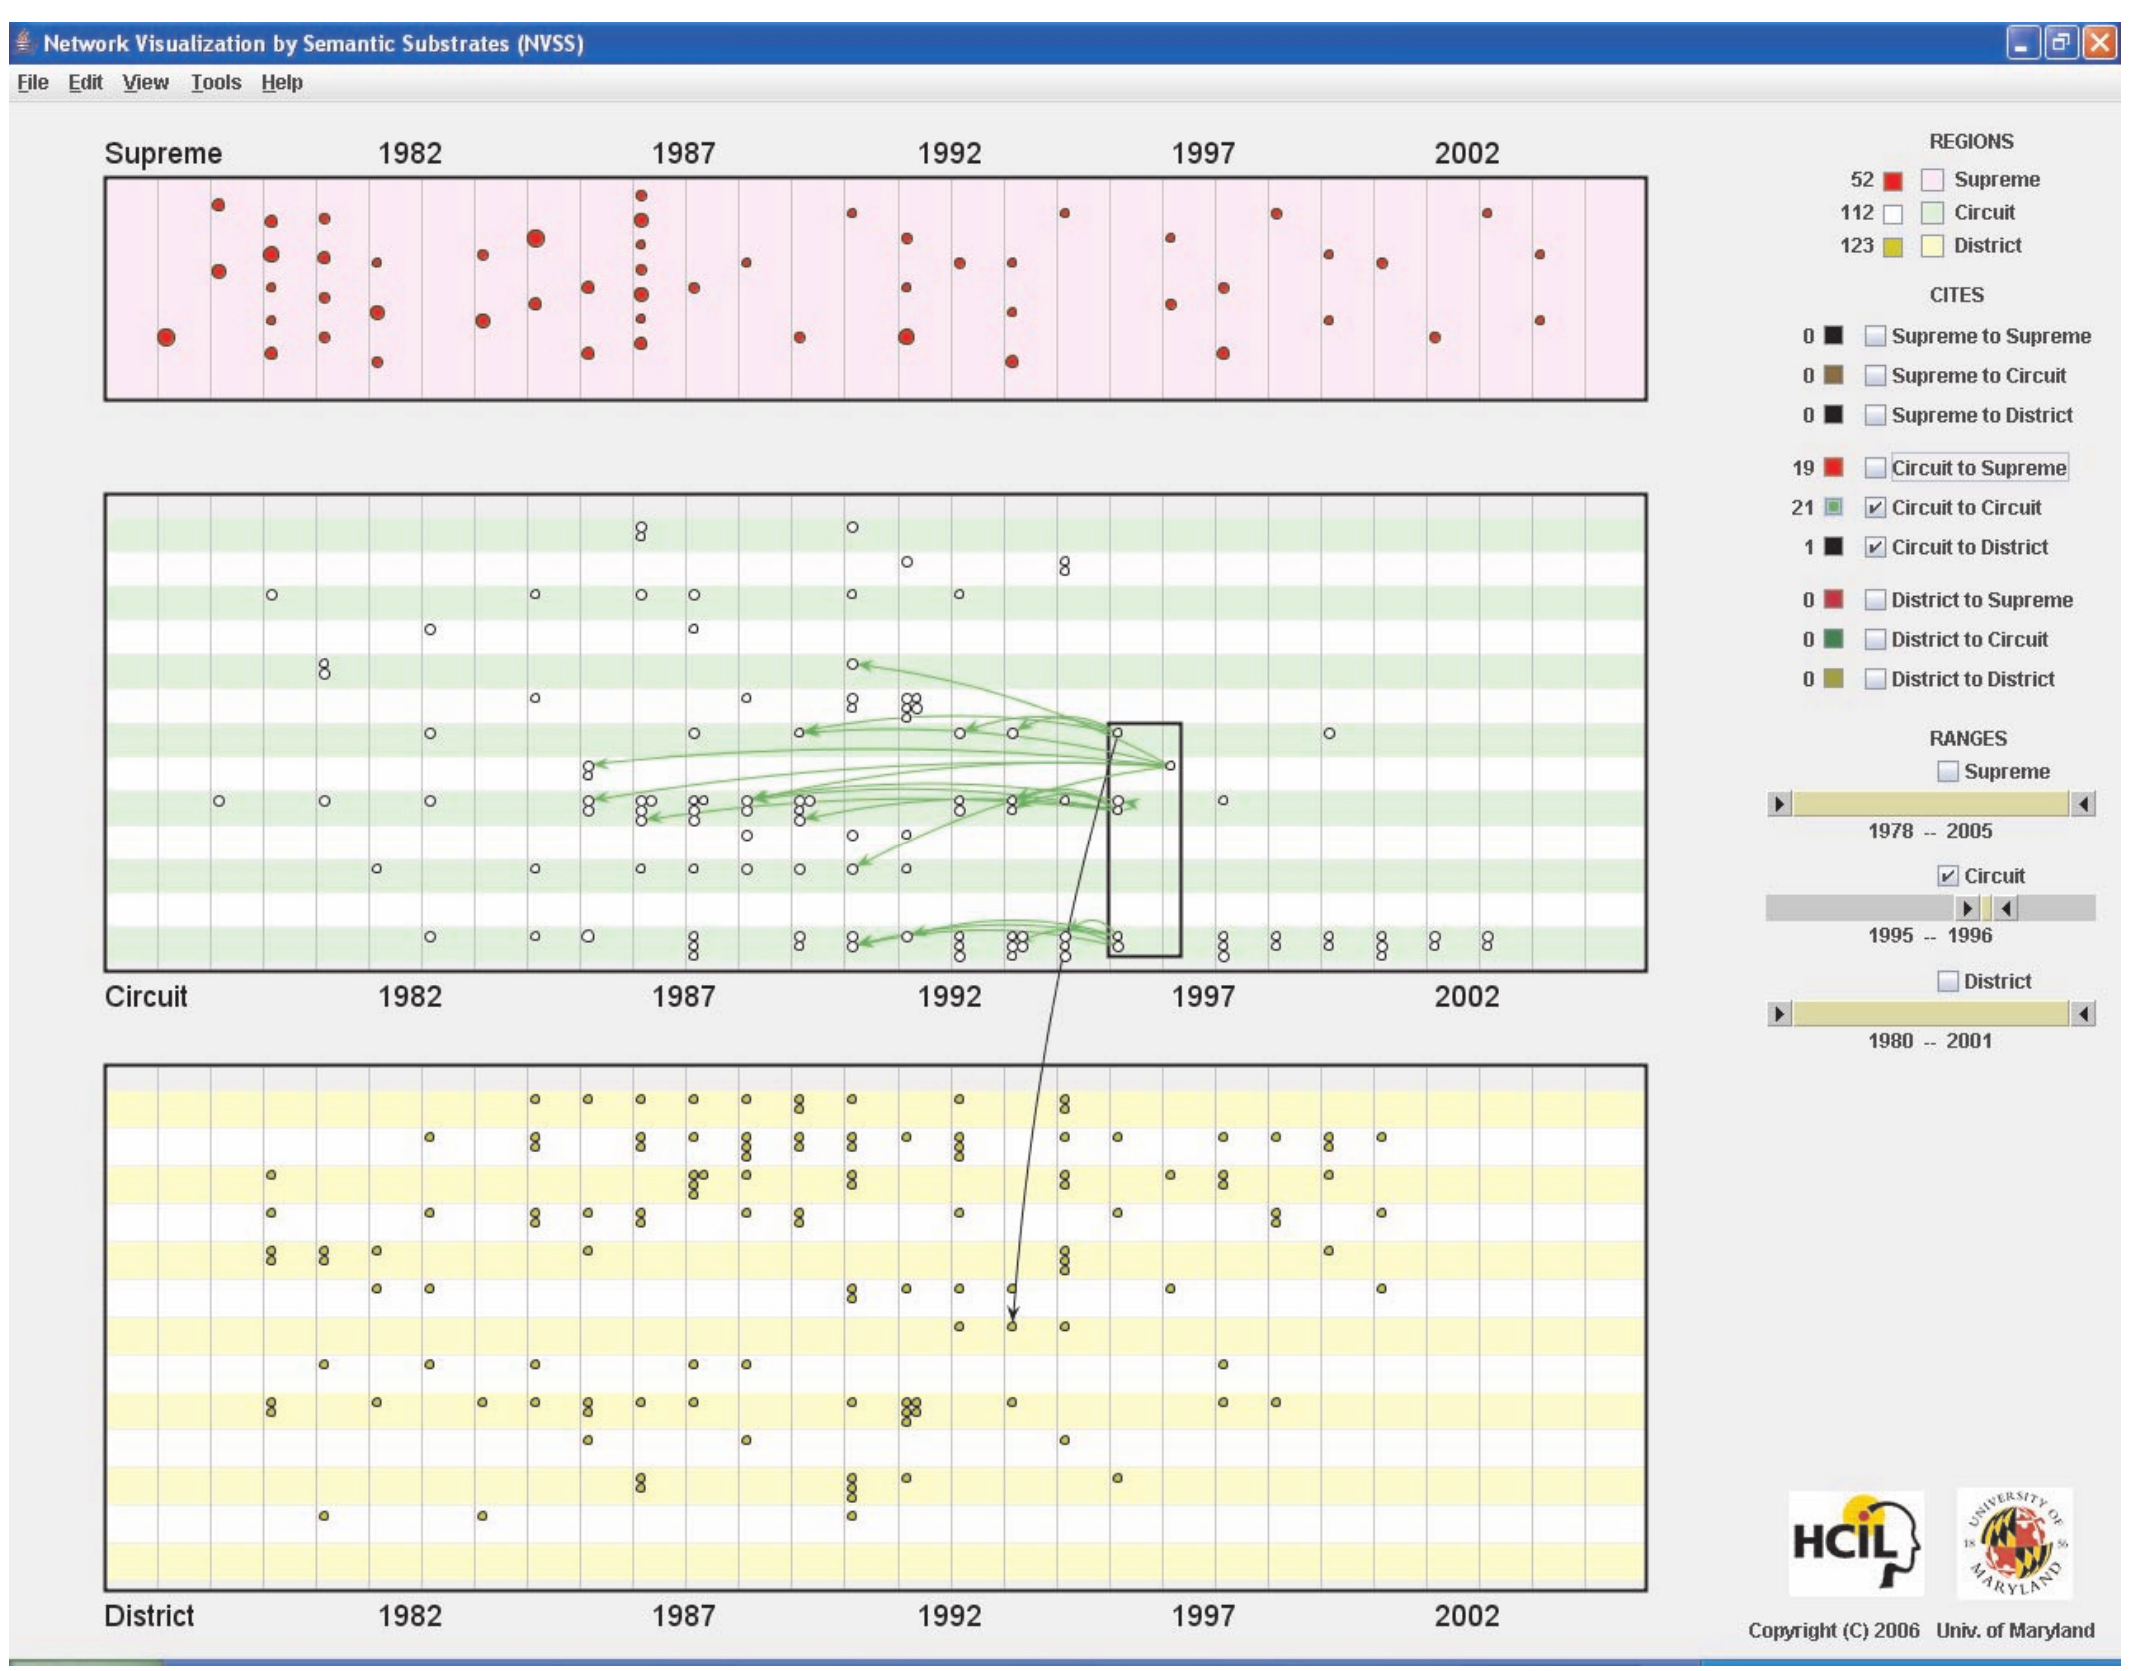 Network Visualization by Semantic Substrates (NVSS)
File Edit View Tools Help
Supreme 1982 1987 1992 1997 2002
Circuit 1982 1987 1992 1997 2002
District 1982 1987 1992 1997 2002
REGIONS
52 Supreme
112 Circuit
123 District
CITES
0 Supreme to Supreme
0 Supreme to Circuit
0 Supreme to District
19 Circuit to Supreme
21 Circuit to Circuit
1 Circuit to District
0 District to Supreme
0 District to Circuit
0 District to District
RANGES
Supreme
1978 -- 2005
Circuit
1995 -- 1996
District
1980 -- 2001
HCIL
UNIVERSITY OF
18 56
MARYLAND
Copyright (C) 2006 Univ. of Maryland